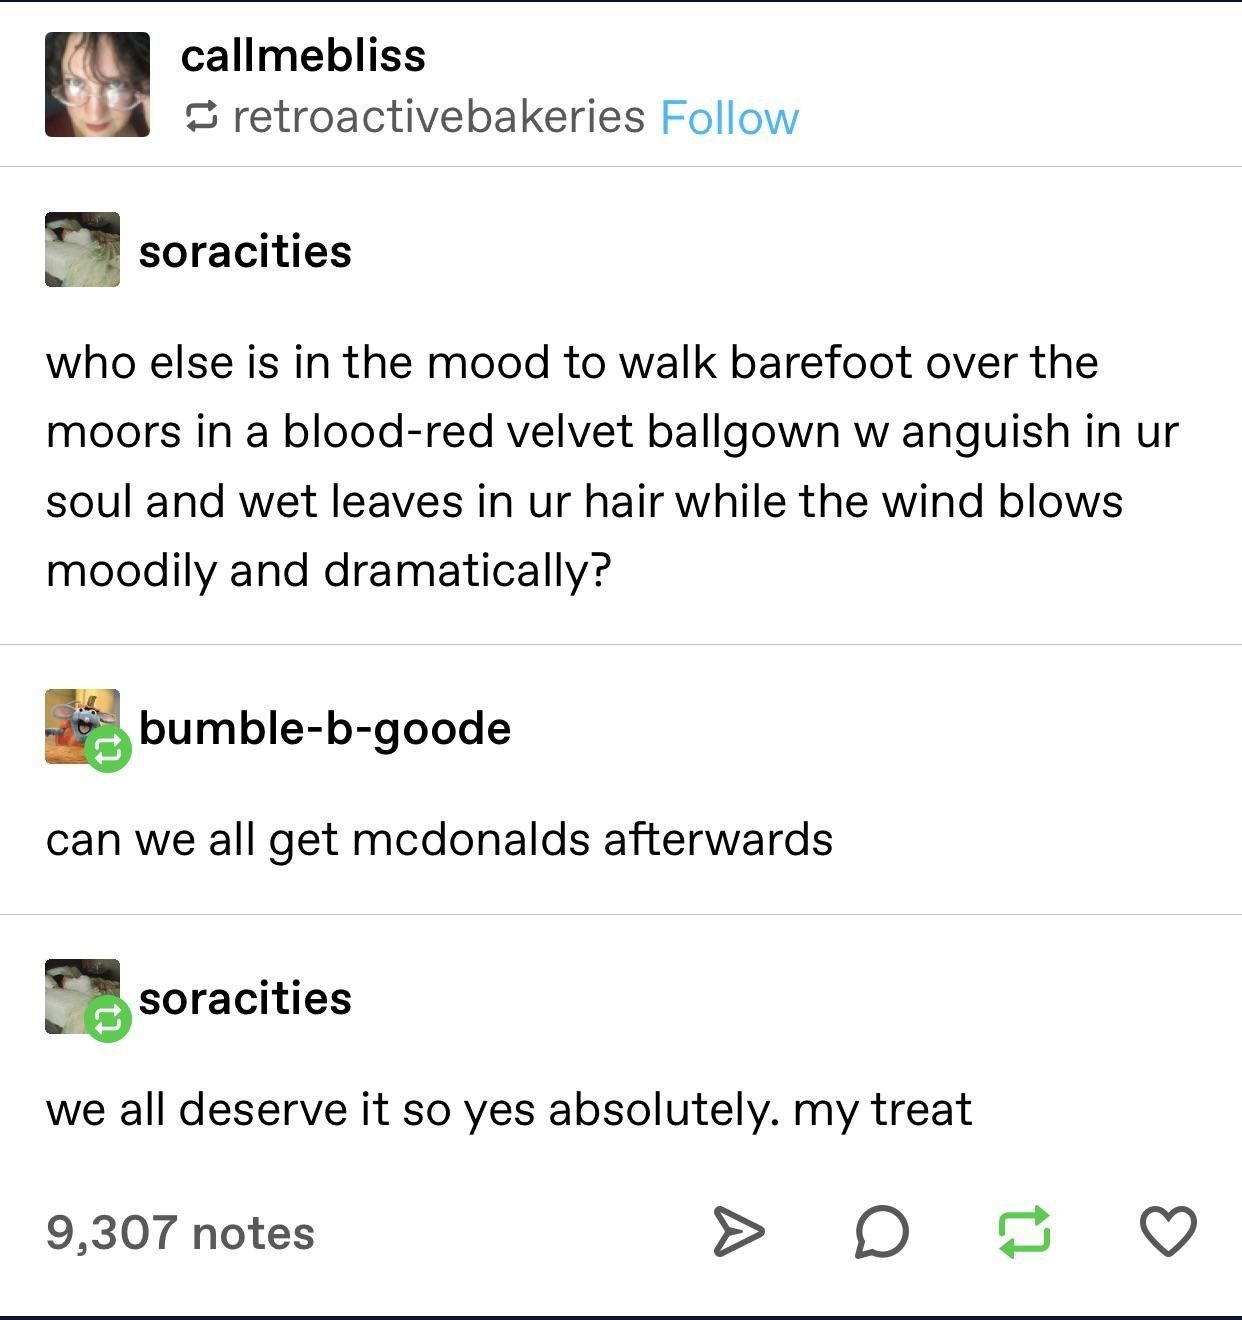 callmebliss
retroactivebakeries Follow
soracities
who else is in the mood to walk barefoot over the
moors in a blood-red velvet ballgown w anguish in ur
soul and wet leaves in ur hair while the wind blows
moodily and dramatically?
bumble-b-goode
can we all get mcdonalds afterwards
soracities
we all deserve it so yes absolutely. my treat
9,307 notes